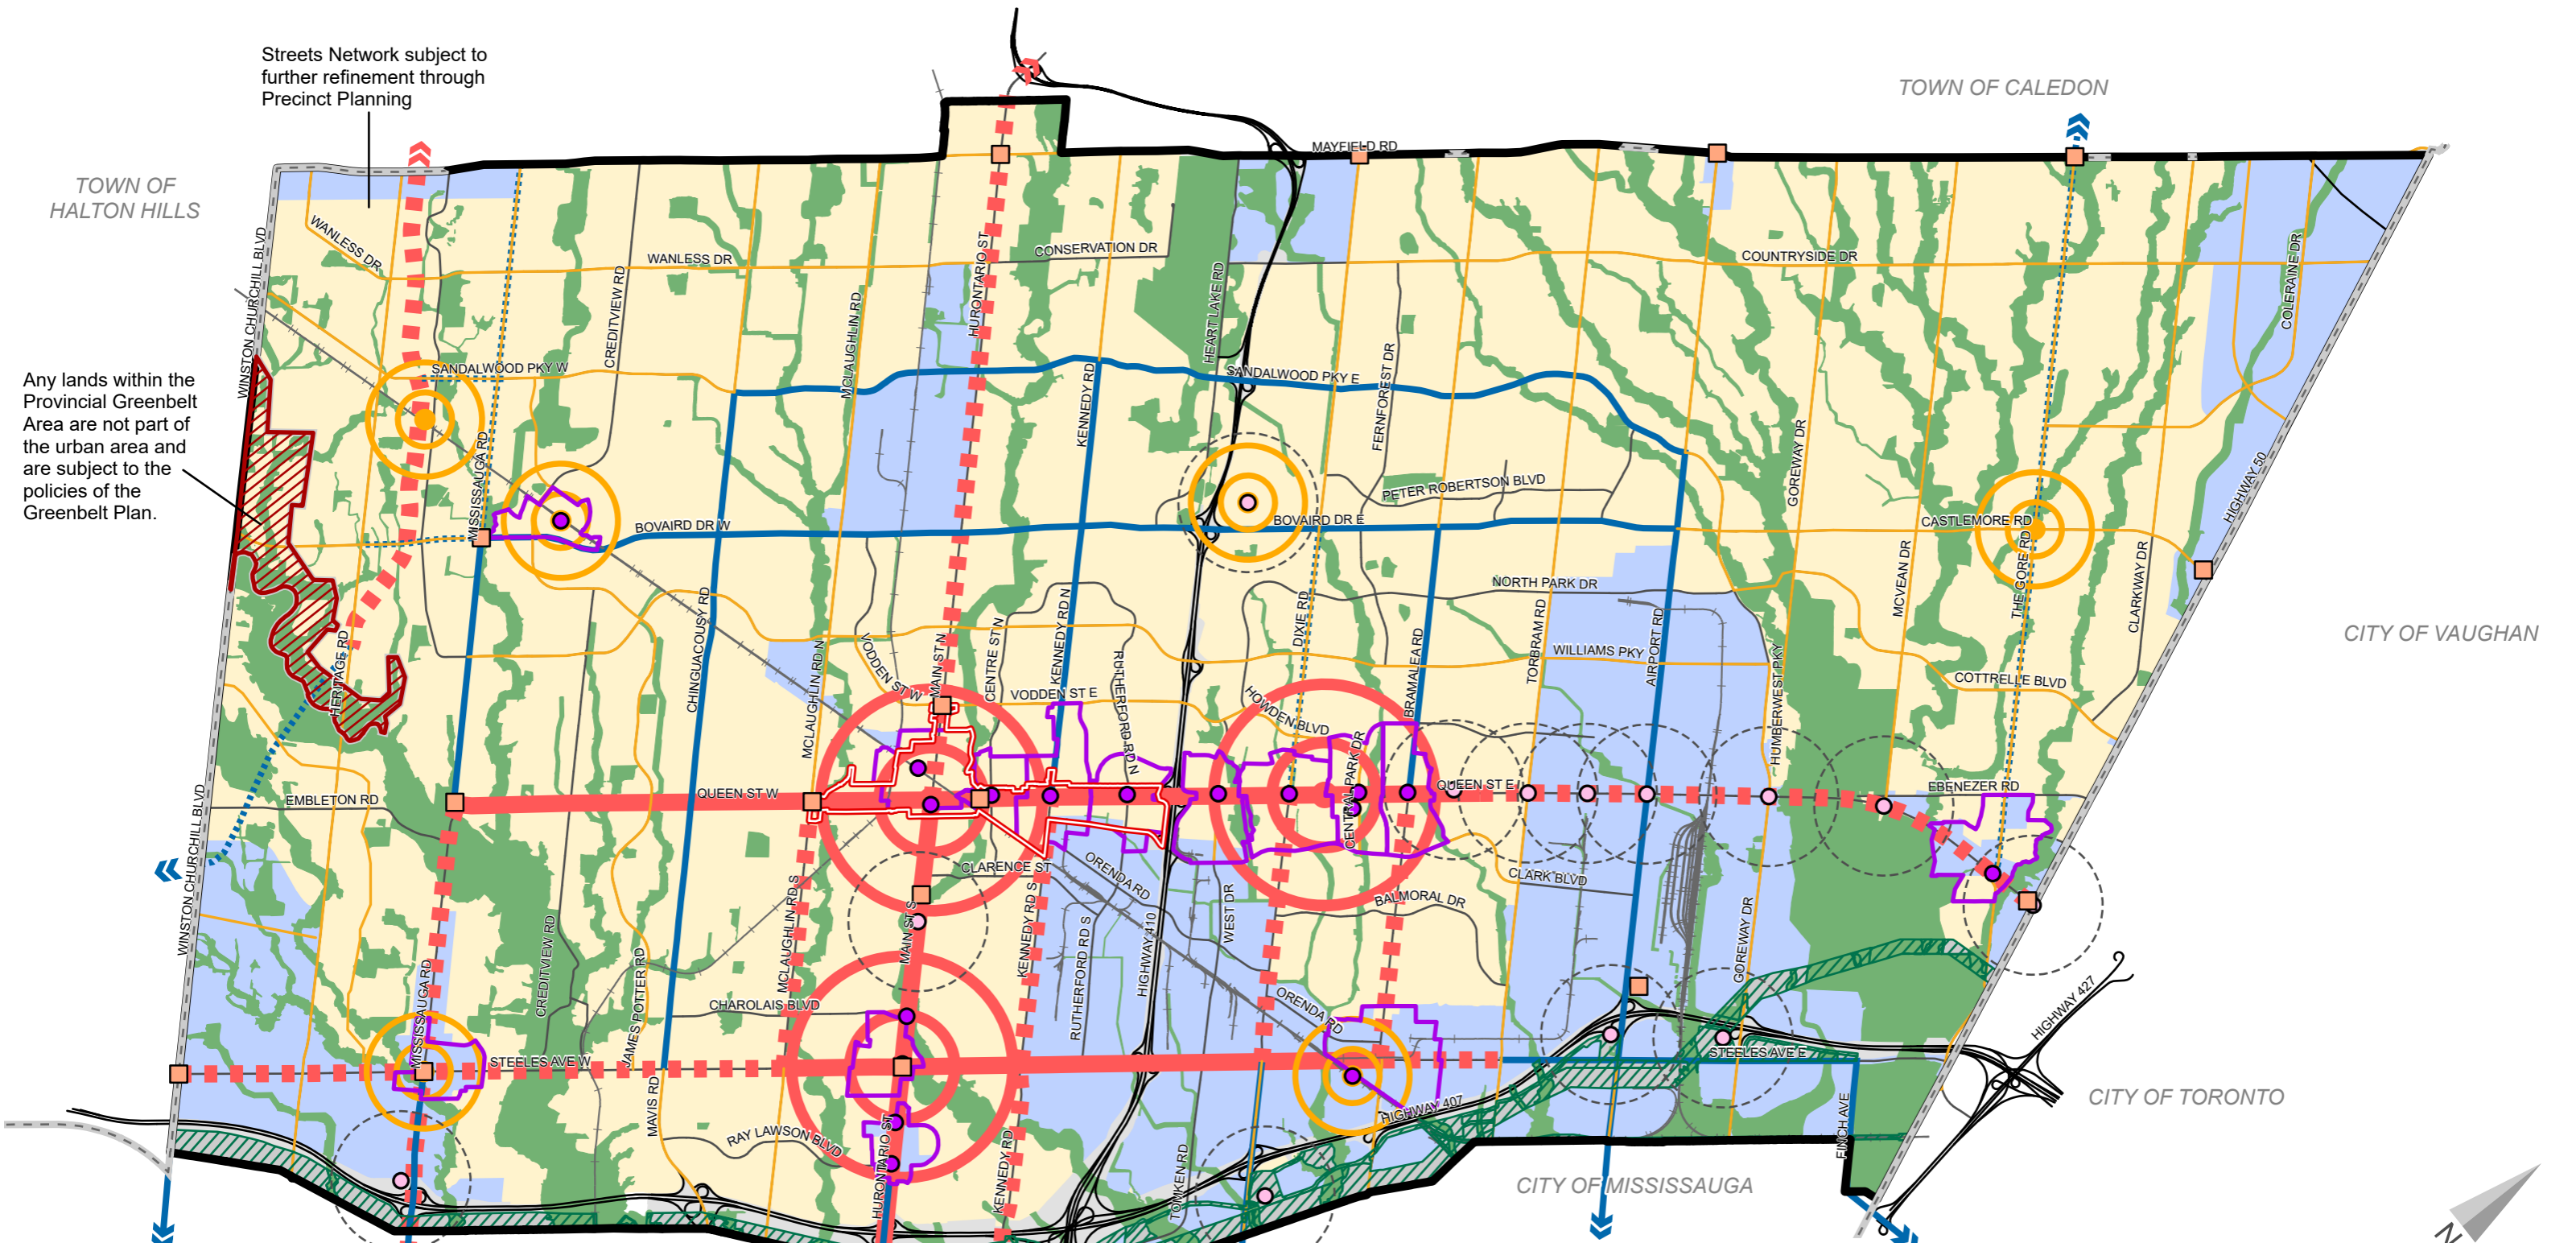 Streets Network subject to
further refinement through
Precinct Planning
TOWN OF CALEDON
MAYFIELD RD
TOWN OF
HALTON HILLS
WANLESS DR
WANLESS DR
CONSERVATION DR
COUNTRYSIDE DR
WINSTON CHURCHILL BLVD
CREDITVIEW RD
MCLAUGHLIN RD
HURONTARIO ST
HEART LAKE RD
COLERAINE DR
Any lands within the
Provincial Greenbelt
Area are not part of
the urban area and
are subject to the
policies of the
Greenbelt Plan.
SANDALWOOD PKY W
SANDALWOOD PKY E
KENNEDY RD
FERNFOREST DR
GOREWAY DR
HIGHWAY 50
MISSISSAUGA RD
PETER ROBERTSON BLVD
BOVAIRD DR W
BOVAIRD DR E
CASTLEMORE RD
NORTH PARK DR
MCVEAN DR
THE GORE RD
CLARKWAY DR
CITY OF VAUGHAN
HERITAGE RD
CHINGUACOUSY RD
MCLAUGHLIN RD N
VODDEN ST W
MAIN ST N
CENTRE ST N
KENNEDY RD N
RUTHERFORD RD N
VODDEN ST E
DIXIE RD
HOWDEN BLVD
BRAMALEA RD
TORBRAM RD
WILLIAMS PKY
AIRPORT RD
HUMBERWEST PKY
COTTRELLE BLVD
EMBLETON RD
QUEEN ST W
CENTRAL PARK DR
QUEEN ST E
EBENEZER RD
WINSTON CHURCHILL BLVD
CLARENCE ST
ORENDA RD
CLARK BLVD
BALMORAL DR
MISSISSAUGA RD
CREDITVIEW RD
JAMES POTTER RD
MCLAUGHLIN RD S
MAIN ST S
KENNEDY RD S
RUTHERFORD RD S
HIGHWAY 410
WEST DR
GOREWAY DR
CHAROLAIS BLVD
ORENDA RD
HIGHWAY 427
STEELES AVE W
STEELES AVE E
MAVIS RD
RAY LAWSON BLVD
HURONTARIO ST
KENNEDY RD
TOMKEN RD
HIGHWAY 407
FINCH AVE
CITY OF TORONTO
CITY OF MISSISSAUGA
N